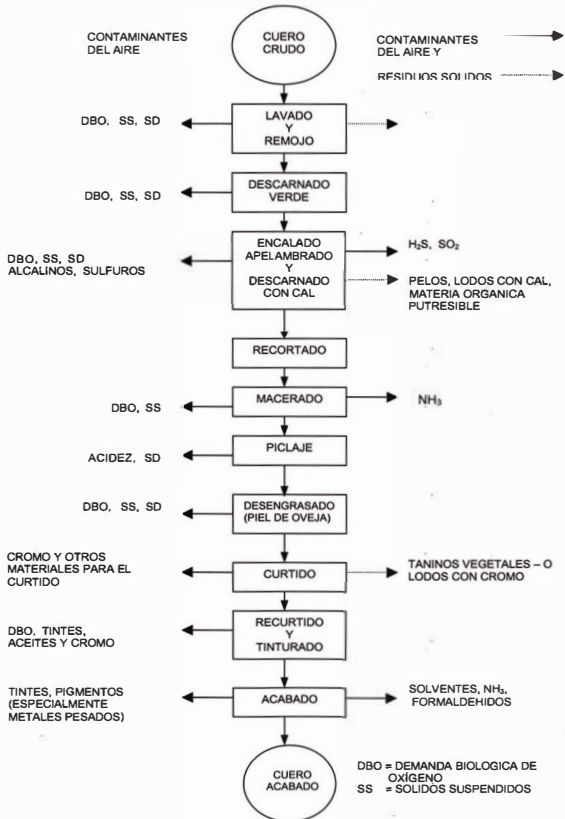 CONTAMINANTES
DEL AIRE
CUERO
CRUDO
CONTAMINANTES
DEL AIRE Y
RESIDUOS SOLIDOS
DBO, SS, SD
LAVADO
Y
REMOJO
DBO, SS, SD
DESCARNADO
VERDE
DBO, SS, SD
ALCALINOS, SULFUROS
ENCALADO
APELAMBRADO
Y
DESCARNADO
CON CAL
H₂S, SO₂
PELOS, LODOS CON CAL,
MATERIA ORGANICA
PUTRESIBLE
RECORTADO
DBO, SS
MACERADO
NH₃
ACIDEZ, SD
PICLAJE
DBO, SS, SD
DESENGRASADO
(PIEL DE OVEJA)
CROMO Y OTROS
MATERIALES PARA EL
CURTIDO
CURTIDO
TANINOS VEGETALES – O
LODOS CON CROMO
DBO, TINTES,
ACEITES Y CROMO
RECURTIDO
Y
TINTURADO
TINTES, PIGMENTOS
(ESPECIALMENTE
METALES PESADOS)
ACABADO
SOLVENTES, NH₃,
FORMALDEHIDOS
CUERO
ACABADO
DBO = DEMANDA BIOLOGICA DE
OXÍGENO
SS = SOLIDOS SUSPENDIDOS